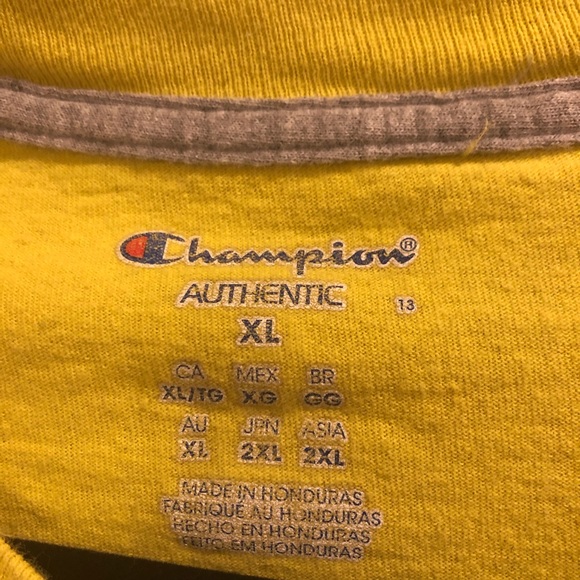 Champion®
AUTHENTIC 13
XL
CA MEX BR
XL/TG XG GG
AU JPN ASIA
XL 2XL 2XL
MADE IN HONDURAS
FABRIQUÉ AU HONDURAS
HECHO EN HONDURAS
FEITO EM HONDURAS